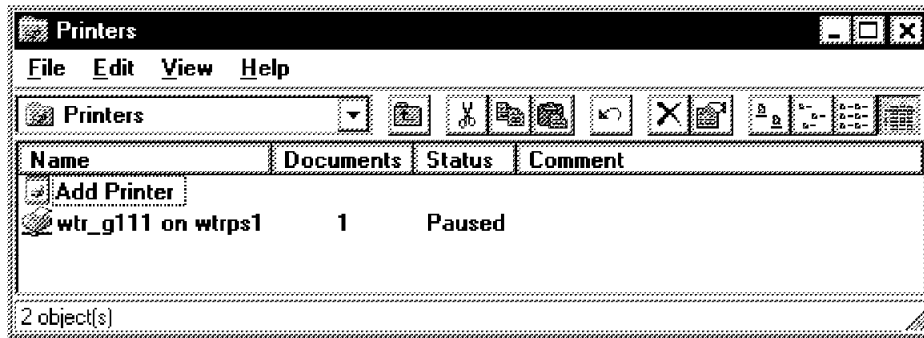 Printers
File Edit View Help
Printers
Name Documents Status Comment
Add Printer
wtr_g111 on wtrps1 1 Paused
2 object(s)